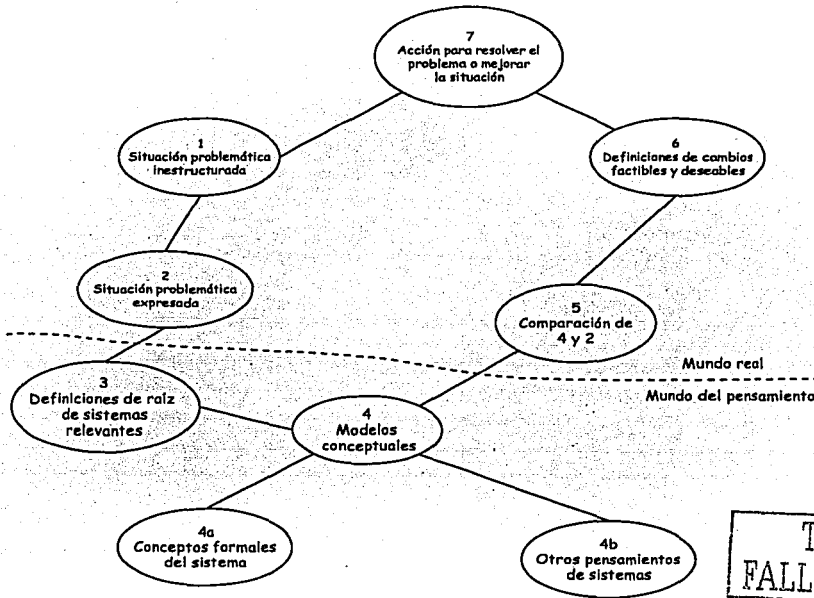 7
Acción para resolver el
problema o mejorar
la situación
1
Situación problemática
inestructurada
6
Definiciones de cambios
factibles y deseables
2
Situación problemática
expresada
5
Comparación de
4 y 2
Mundo real
Mundo del pensamiento
3
Definiciones de raíz
de sistemas
relevantes
4
Modelos
conceptuales
4a
Conceptos formales
del sistema
4b
Otros pensamientos
de sistemas
T
FALL